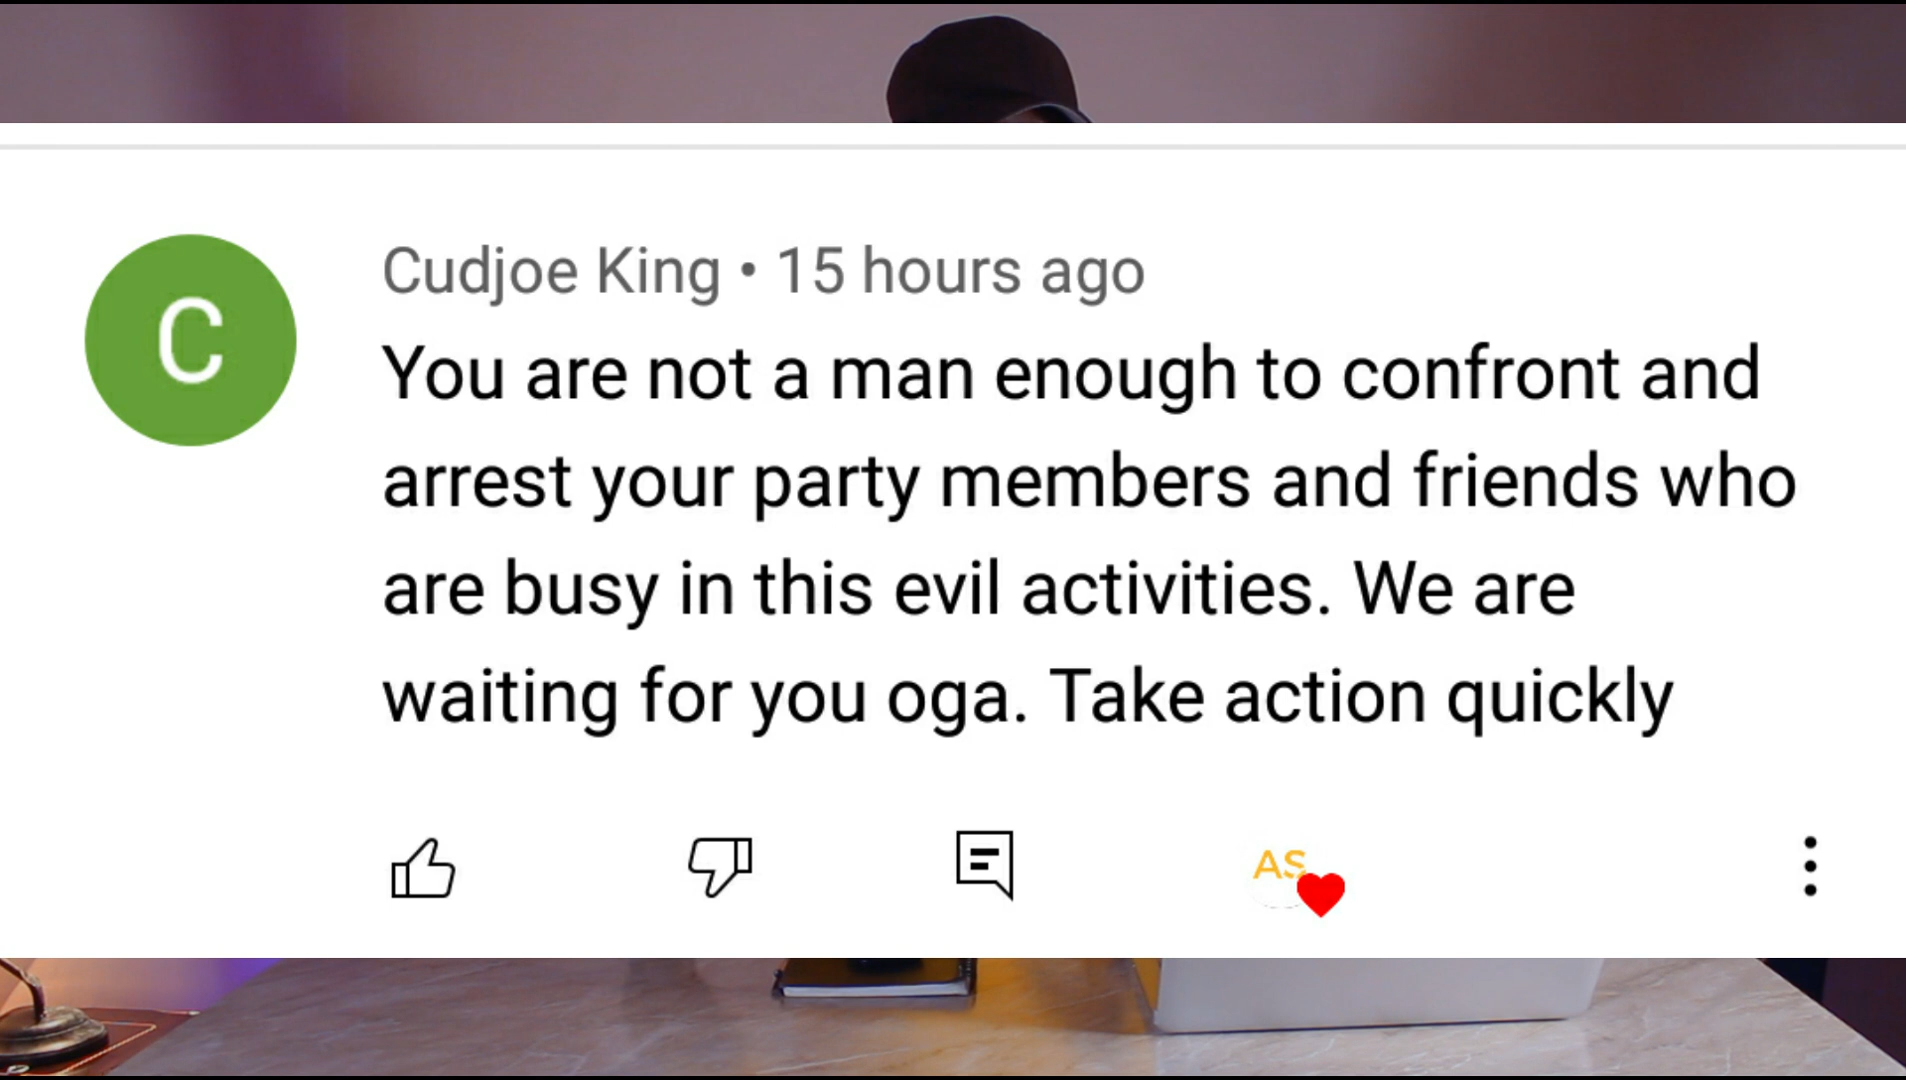 C
Cudjoe King • 15 hours ago
You are not a man enough to confront and
arrest your party members and friends who
are busy in this evil activities. We are
waiting for you oga. Take action quickly
AS